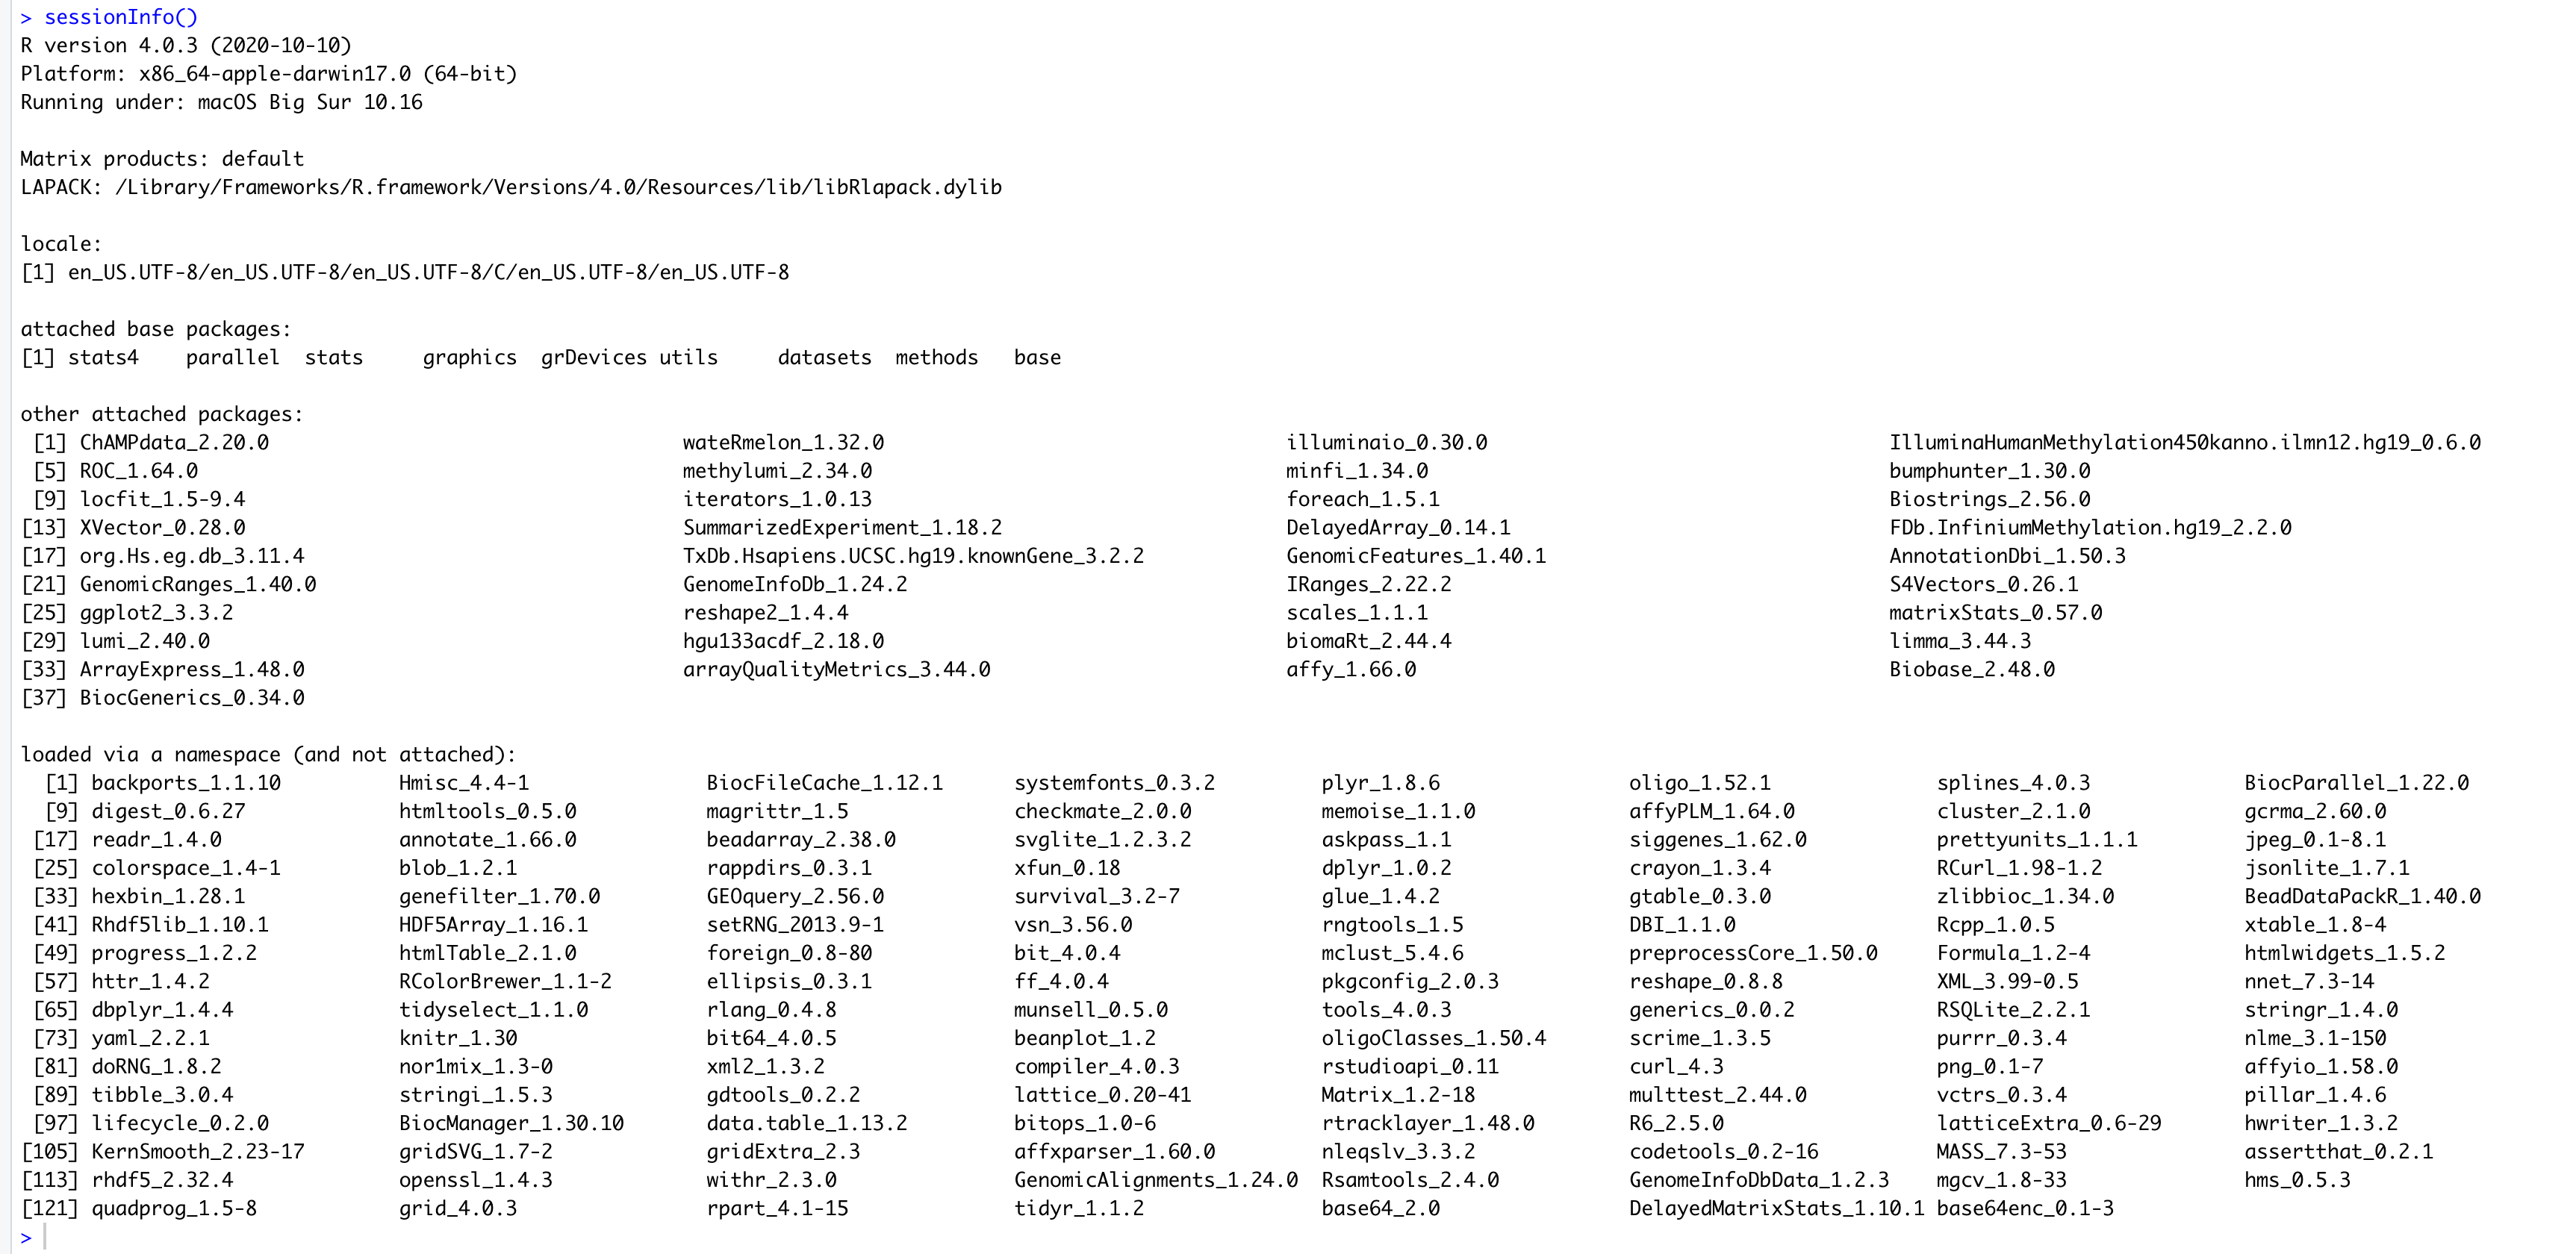 > sessionInfo()
R version 4.0.3 (2020-10-10)
Platform: x86_64-apple-darwin17.0 (64-bit)
Running under: macOS Big Sur 10.16

Matrix products: default
LAPACK: /Library/Frameworks/R.framework/Versions/4.0/Resources/lib/libRlapack.dylib

locale:
[1] en_US.UTF-8/en_US.UTF-8/en_US.UTF-8/C/en_US.UTF-8/en_US.UTF-8

attached base packages:
[1] stats4 parallel stats graphics grDevices utils datasets methods base

other attached packages:
[1] ChAMPdata_2.20.0 wateRmelon_1.32.0 illuminaio_0.30.0 IlluminaHumanMethylation450kanno.ilmn12.hg19_0.6.0
[5] ROC_1.64.0 methylumi_2.34.0 minfi_1.34.0 bumphunter_1.30.0
[9] locfit_1.5-9.4 iterators_1.0.13 foreach_1.5.1 Biostrings_2.56.0
[13] XVector_0.28.0 SummarizedExperiment_1.18.2 DelayedArray_0.14.1 FDb.InfiniumMethylation.hg19_2.2.0
[17] org.Hs.eg.db_3.11.4 TxDb.Hsapiens.UCSC.hg19.knownGene_3.2.2 GenomicFeatures_1.40.1 AnnotationDbi_1.50.3
[21] GenomicRanges_1.40.0 GenomeInfoDb_1.24.2 IRanges_2.22.2 S4Vectors_0.26.1
[25] ggplot2_3.3.2 reshape2_1.4.4 scales_1.1.1 matrixStats_0.57.0
[29] lumi_2.40.0 hgu133acdf_2.18.0 biomaRt_2.44.4 limma_3.44.3
[33] ArrayExpress_1.48.0 arrayQualityMetrics_3.44.0 affy_1.66.0 Biobase_2.48.0
[37] BiocGenerics_0.34.0

loaded via a namespace (and not attached):
[1] backports_1.1.10 Hmisc_4.4-1 BiocFileCache_1.12.1 systemfonts_0.3.2 plyr_1.8.6 oligo_1.52.1 splines_4.0.3 BiocParallel_1.22.0
[9] digest_0.6.27 htmltools_0.5.0 magrittr_1.5 checkmate_2.0.0 memoise_1.1.0 affyPLM_1.64.0 cluster_2.1.0 gcrma_2.60.0
[17] readr_1.4.0 annotate_1.66.0 beadarray_2.38.0 svglite_1.2.3.2 askpass_1.1 siggenes_1.62.0 prettyunits_1.1.1 jpeg_0.1-8.1
[25] colorspace_1.4-1 blob_1.2.1 rappdirs_0.3.1 xfun_0.18 dplyr_1.0.2 crayon_1.3.4 RCurl_1.98-1.2 jsonlite_1.7.1
[33] hexbin_1.28.1 genefilter_1.70.0 GEOquery_2.56.0 survival_3.2-7 glue_1.4.2 gtable_0.3.0 zlibbioc_1.34.0 BeadDataPackR_1.40.0
[41] Rhdf5lib_1.10.1 HDF5Array_1.16.1 setRNG_2013.9-1 vsn_3.56.0 rngtools_1.5 DBI_1.1.0 Rcpp_1.0.5 xtable_1.8-4
[49] progress_1.2.2 htmlTable_2.1.0 foreign_0.8-80 bit_4.0.4 mclust_5.4.6 preprocessCore_1.50.0 Formula_1.2-4 htmlwidgets_1.5.2
[57] httr_1.4.2 RColorBrewer_1.1-2 ellipsis_0.3.1 ff_4.0.4 pkgconfig_2.0.3 reshape_0.8.8 XML_3.99-0.5 nnet_7.3-14
[65] dbplyr_1.4.4 tidyselect_1.1.0 rlang_0.4.8 munsell_0.5.0 tools_4.0.3 generics_0.0.2 RSQLite_2.2.1 stringr_1.4.0
[73] yaml_2.2.1 knitr_1.30 bit64_4.0.5 beanplot_1.2 oligoClasses_1.50.4 scrime_1.3.5 purrr_0.3.4 nlme_3.1-150
[81] doRNG_1.8.2 nor1mix_1.3-0 xml2_1.3.2 compiler_4.0.3 rstudioapi_0.11 curl_4.3 png_0.1-7 affyio_1.58.0
[89] tibble_3.0.4 stringi_1.5.3 gdtools_0.2.2 lattice_0.20-41 Matrix_1.2-18 multtest_2.44.0 vctrs_0.3.4 pillar_1.4.6
[97] lifecycle_0.2.0 BiocManager_1.30.10 data.table_1.13.2 bitops_1.0-6 rtracklayer_1.48.0 R6_2.5.0 latticeExtra_0.6-29 hwriter_1.3.2
[105] KernSmooth_2.23-17 gridSVG_1.7-2 gridExtra_2.3 affxparser_1.60.0 nleqslv_3.3.2 codetools_0.2-16 MASS_7.3-53 assertthat_0.2.1
[113] rhdf5_2.32.4 openssl_1.4.3 withr_2.3.0 GenomicAlignments_1.24.0 Rsamtools_2.4.0 GenomeInfoDbData_1.2.3 mgcv_1.8-33 hms_0.5.3
[121] quadprog_1.5-8 grid_4.0.3 rpart_4.1-15 tidyr_1.1.2 base64_2.0 DelayedMatrixStats_1.10.1 base64enc_0.1-3
>